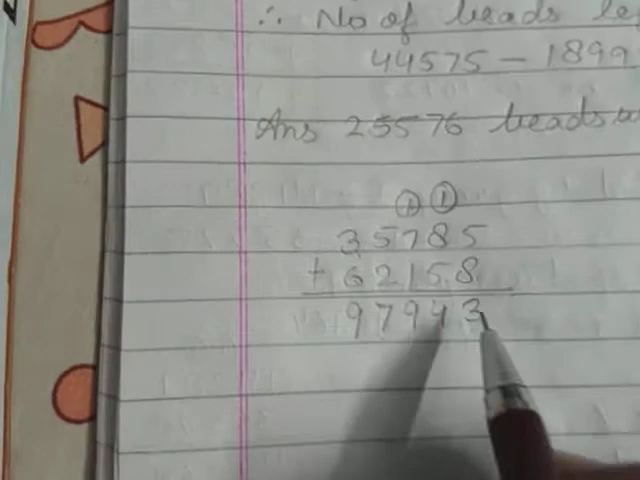 ∴ No of beads
44575 - 1899
Ans 25576 beads
① ①
35785
+ 62158
97943